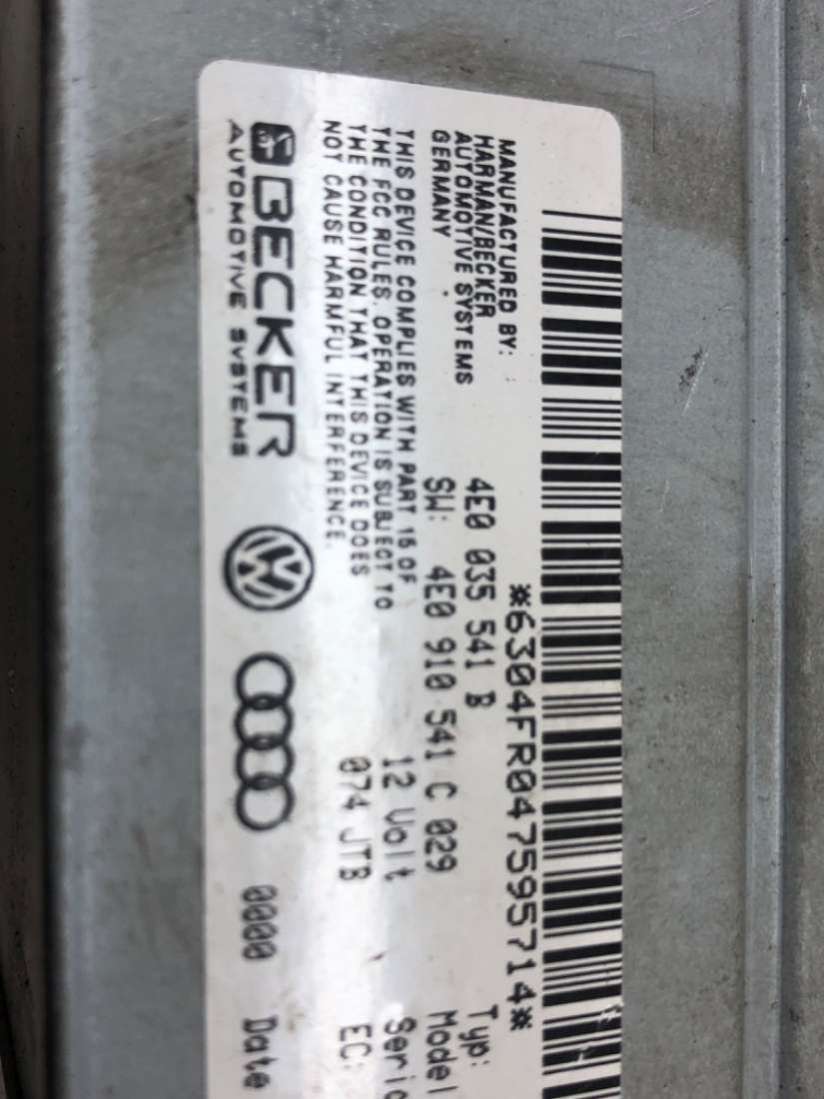 *6304FR047595714*
MANUFACTURED BY:
HARMAN/BECKER
AUTOMOTIVE SYSTEMS
GERMANY
4E0 035 541 B
SW: 4E0 910 541 C 029
12 Volt
074 JTB
THIS DEVICE COMPLIES WITH PART 15 OF
THE FCC RULES. OPERATION IS SUBJECT TO
THE CONDITION THAT THIS DEVICE DOES
NOT CAUSE HARMFUL INTERFERENCE.
BECKER
AUTOMOTIVE SYSTEMS
0000 Date
Typ:
Model
EC: